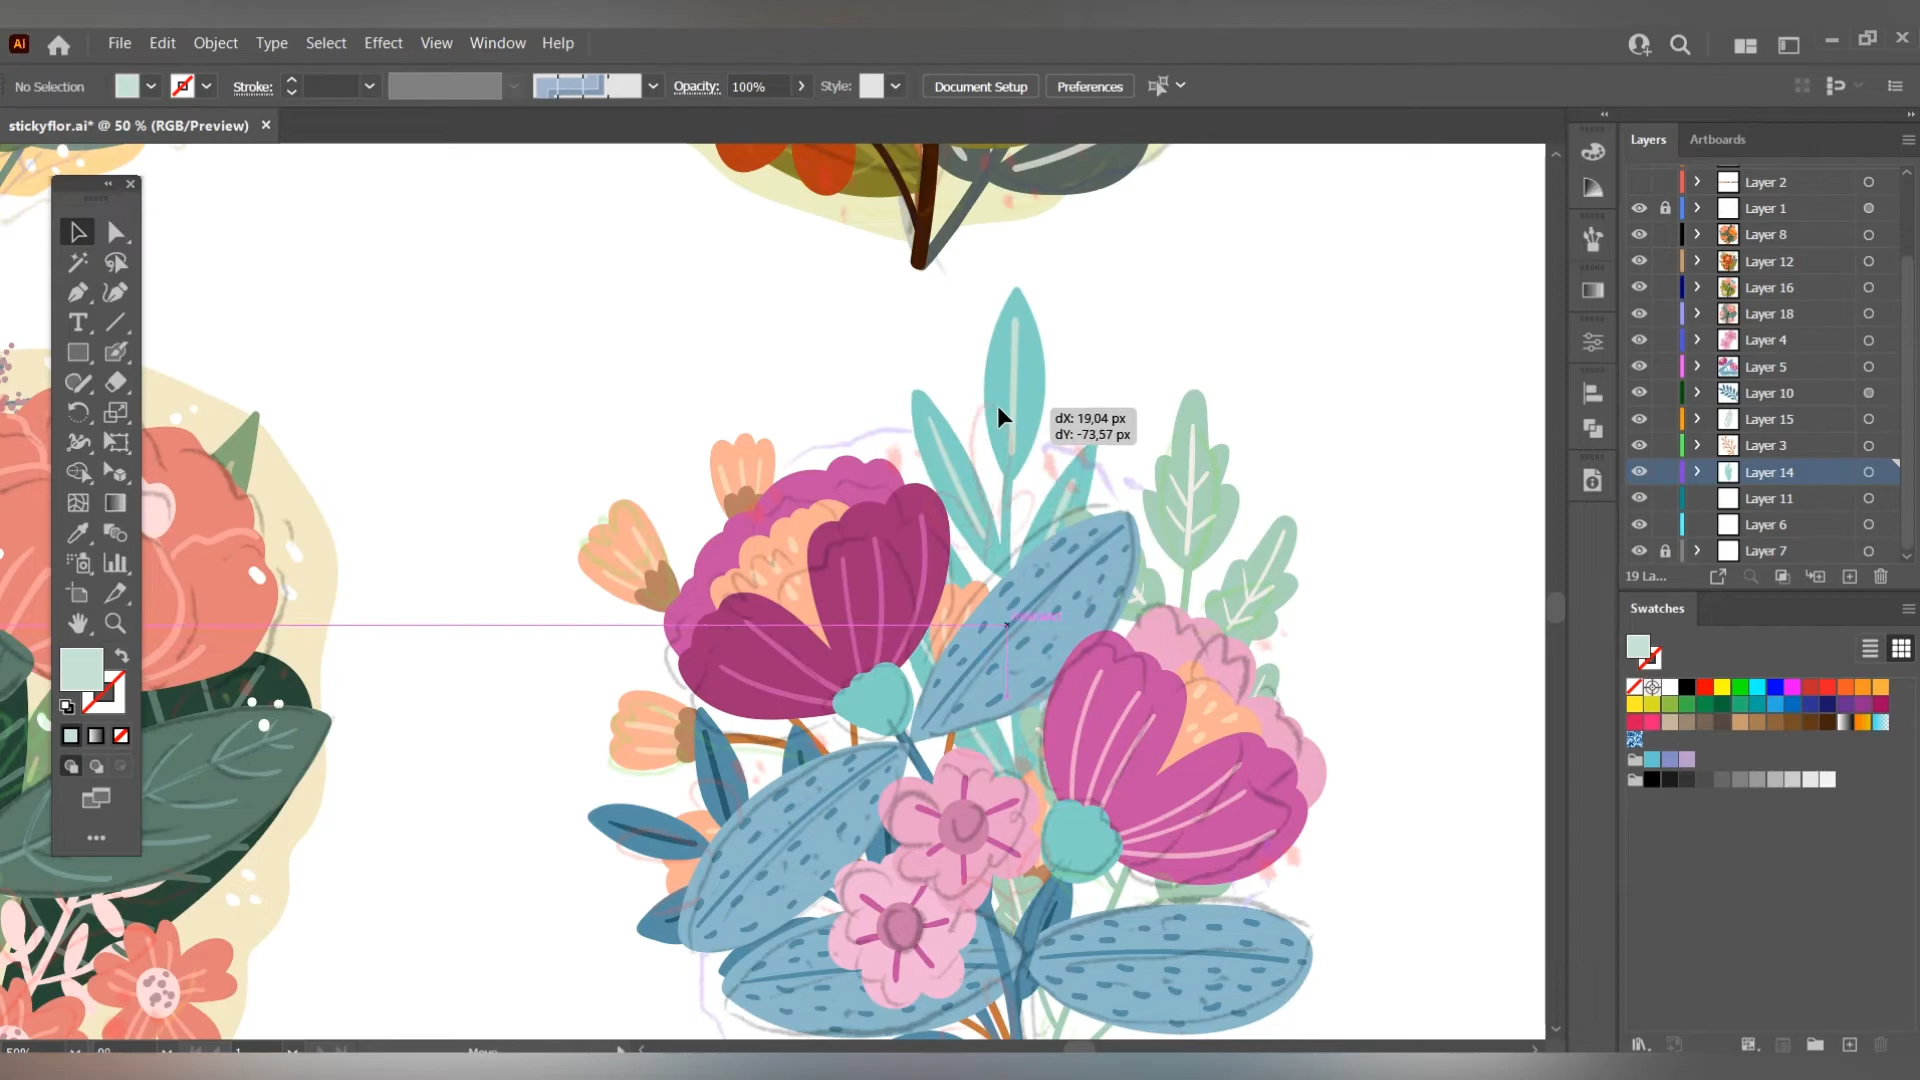 Ai File Edit Object Type Select Effect View Window Help
No Selection Stroke: Opacity: 100% Style: Document Setup Preferences
stickyflor.ai* @ 50 % (RGB/Preview)
Layers Artboards
Layer 2
Layer 1
Layer 8
Layer 12
Layer 16
Layer 18
Layer 4
Layer 5
Layer 10
Layer 15
Layer 3
Layer 14
Layer 11
Layer 6
Layer 7
19 La...
dX: 19,04 px
dY: -73,57 px
Swatches
50%
Move